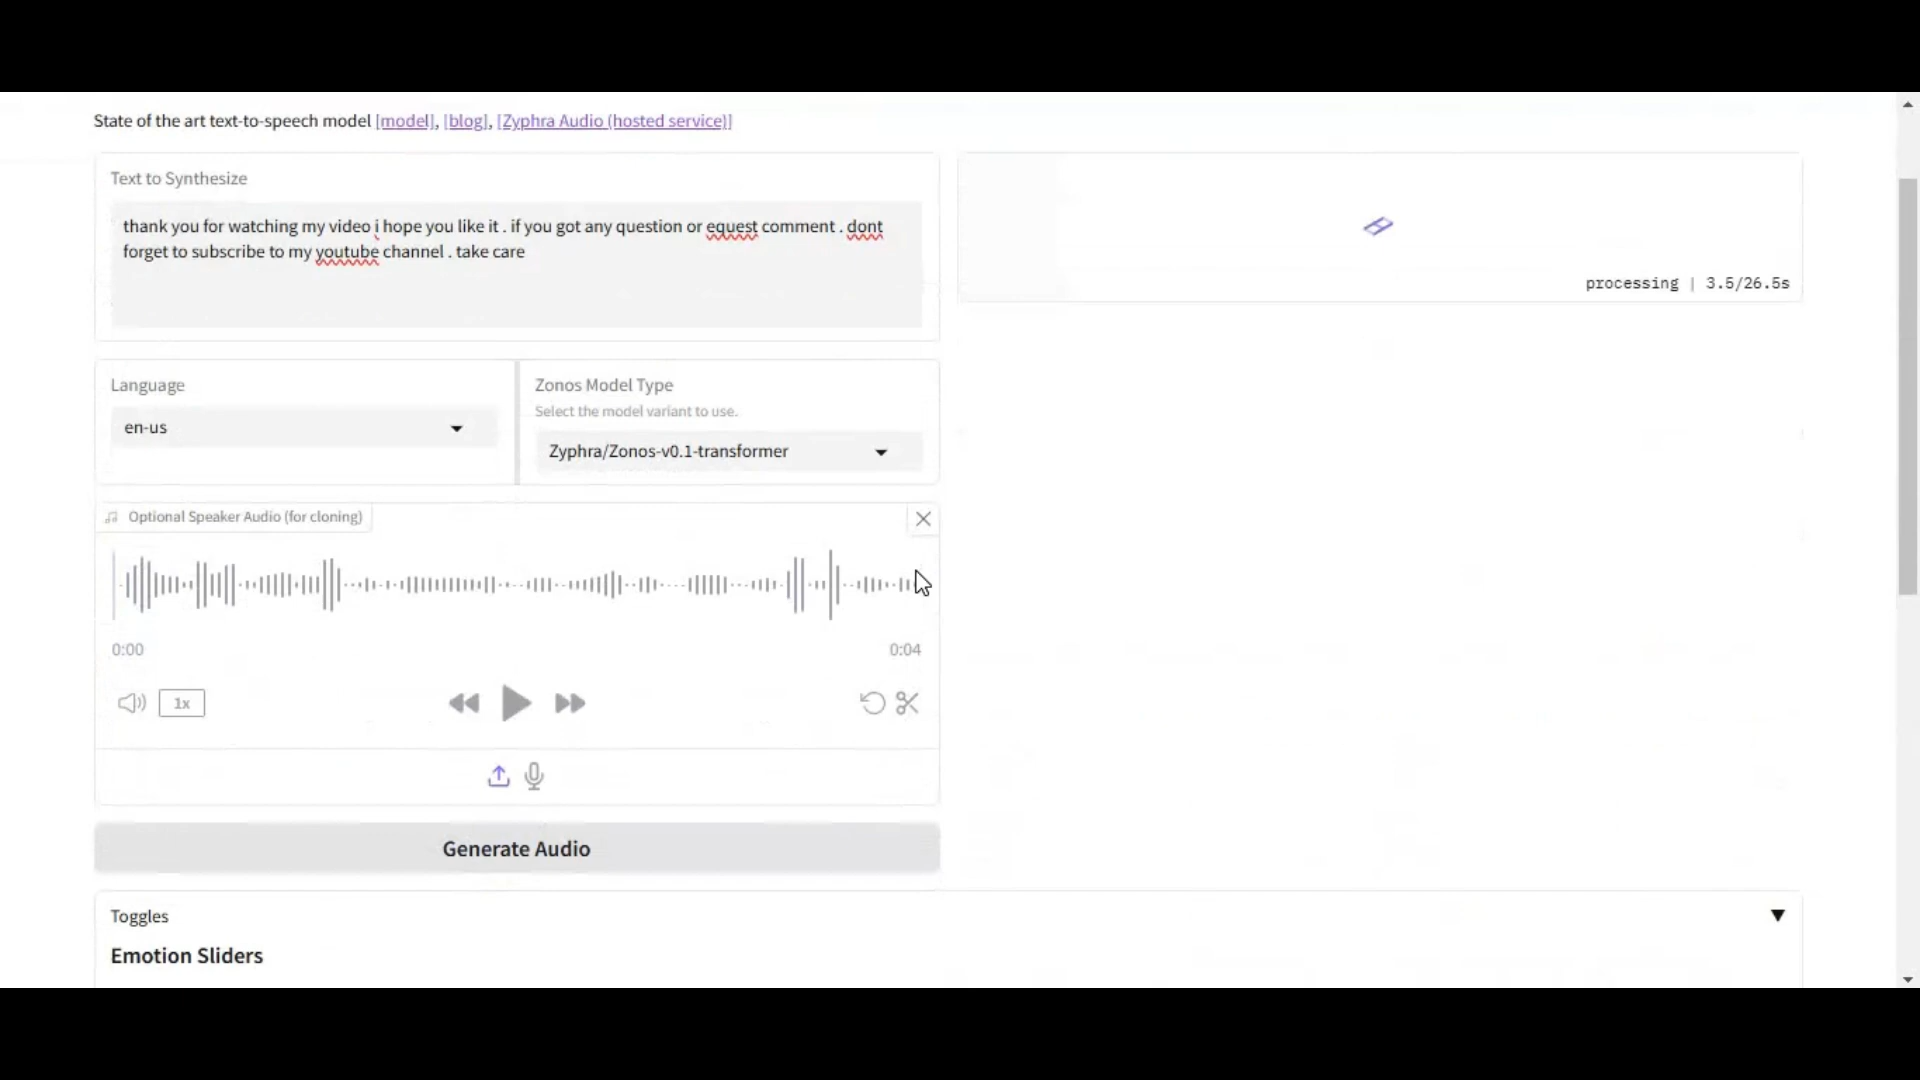 State of the art text-to-speech model [model], [blog], [Zyphra Audio (hosted service)]
Text to Synthesize
thank you for watching my video i hope you like it . if you got any question or equest comment . dont
forget to subscribe to my youtube channel . take care
processing | 3.5/26.5s
Language
en-us
Zonos Model Type
Select the model variant to use.
Zyphra/Zonos-v0.1-transformer
Optional Speaker Audio (for cloning)
0:00
0:04
1x
Generate Audio
Toggles
Emotion Sliders